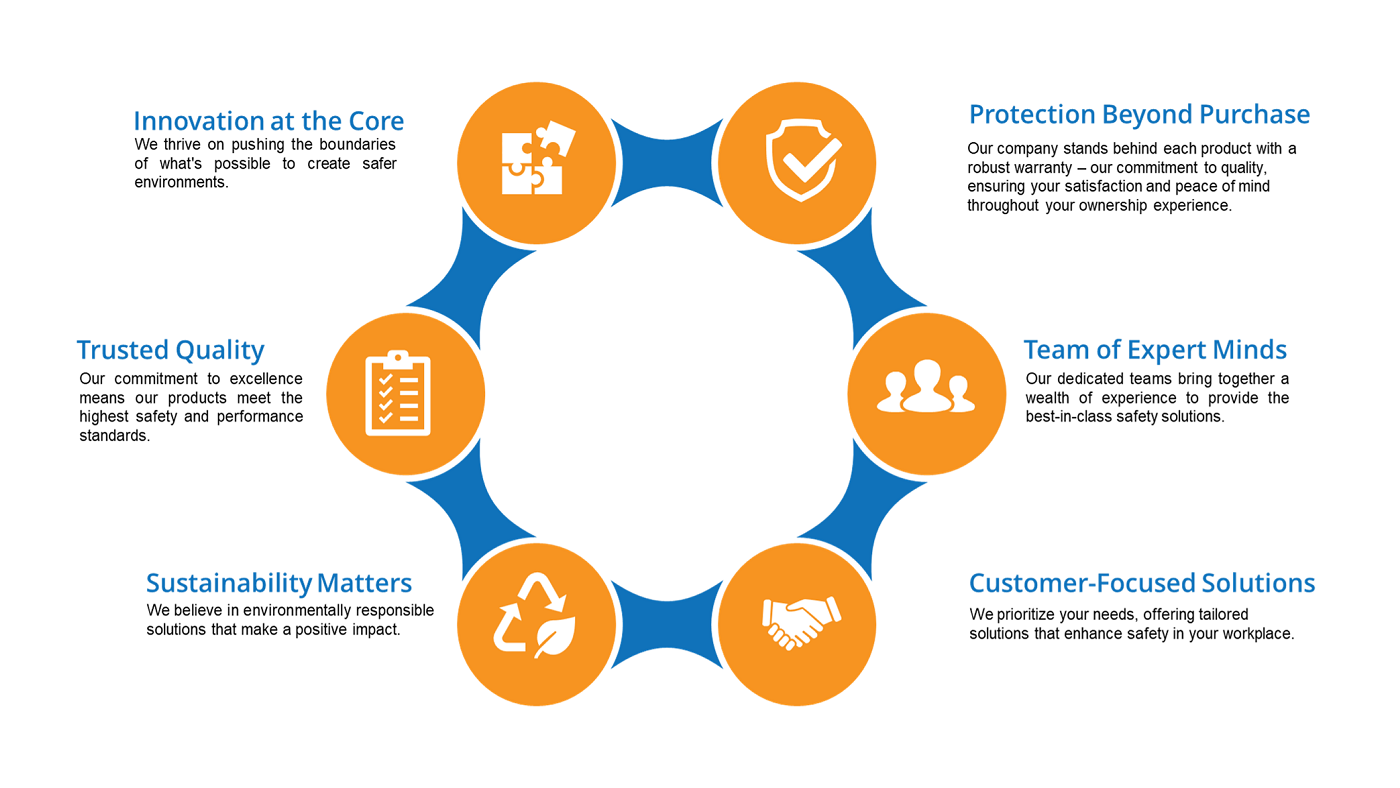 Innovation at the Core
We thrive on pushing the boundaries
of what's possible to create safer
environments.
Protection Beyond Purchase
Our company stands behind each product with a
robust warranty – our commitment to quality,
ensuring your satisfaction and peace of mind
throughout your ownership experience.
Trusted Quality
Our commitment to excellence
means our products meet the
highest safety and performance
standards.
Team of Expert Minds
Our dedicated teams bring together a
wealth of experience to provide the
best-in-class safety solutions.
Sustainability Matters
We believe in environmentally responsible
solutions that make a positive impact.
Customer-Focused Solutions
We prioritize your needs, offering tailored
solutions that enhance safety in your workplace.